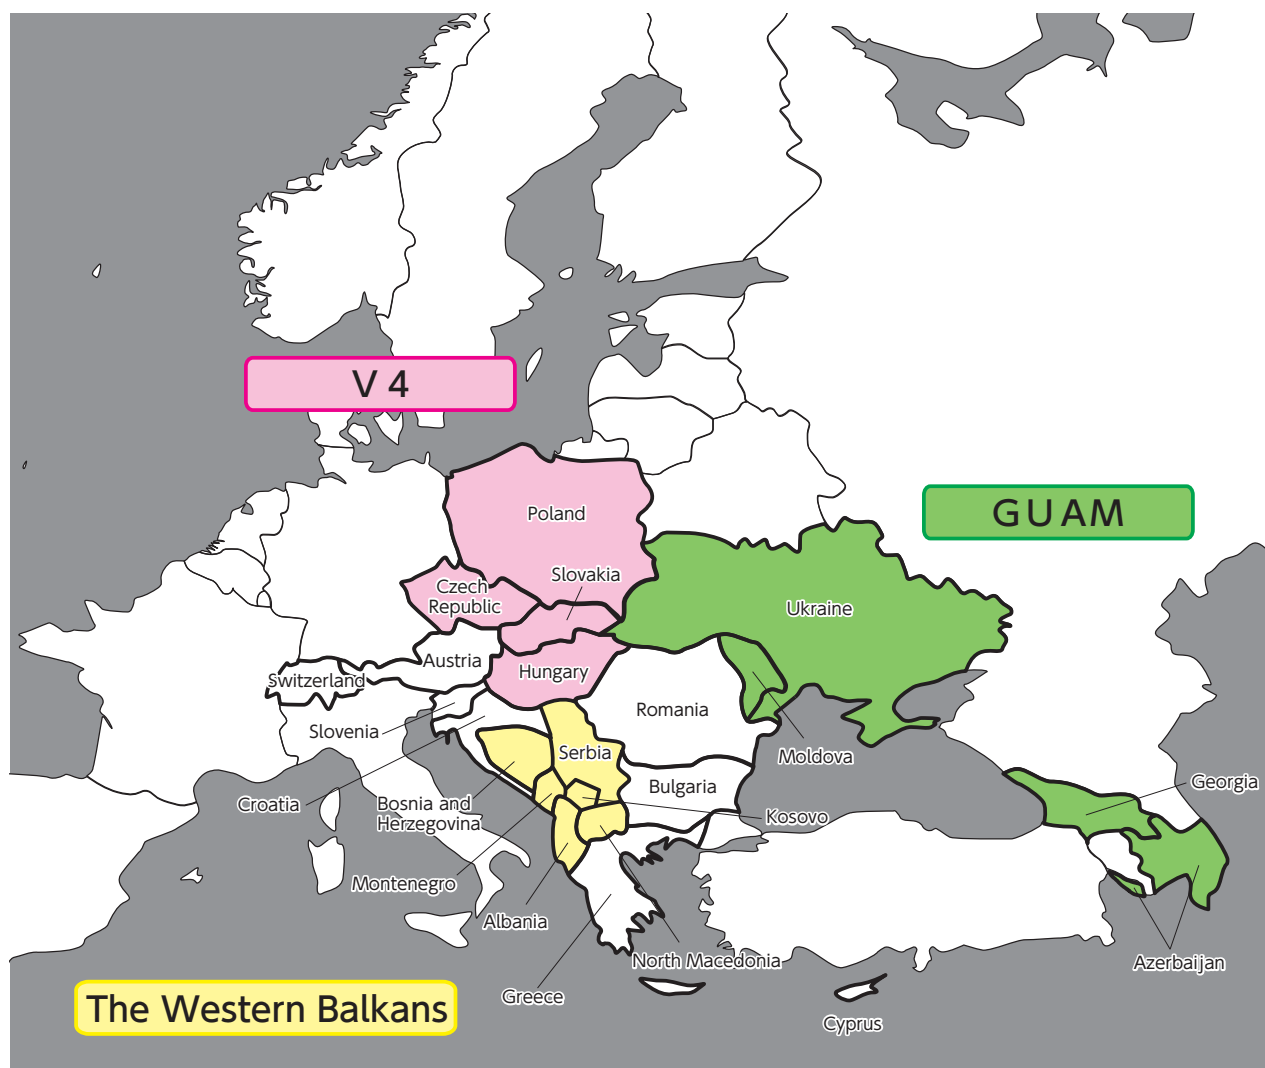 V 4
Poland
GUAM
Slovakia
Czech
Republic
Ukraine
Austria
Hungary
Switzerland
Romania
Slovenia
Serbia
Moldova
Bulgaria
Georgia
Croatia
Bosnia and
Herzegovina
Kosovo
Montenegro
Albania
North Macedonia
Azerbaijan
Greece
The Western Balkans
Cyprus